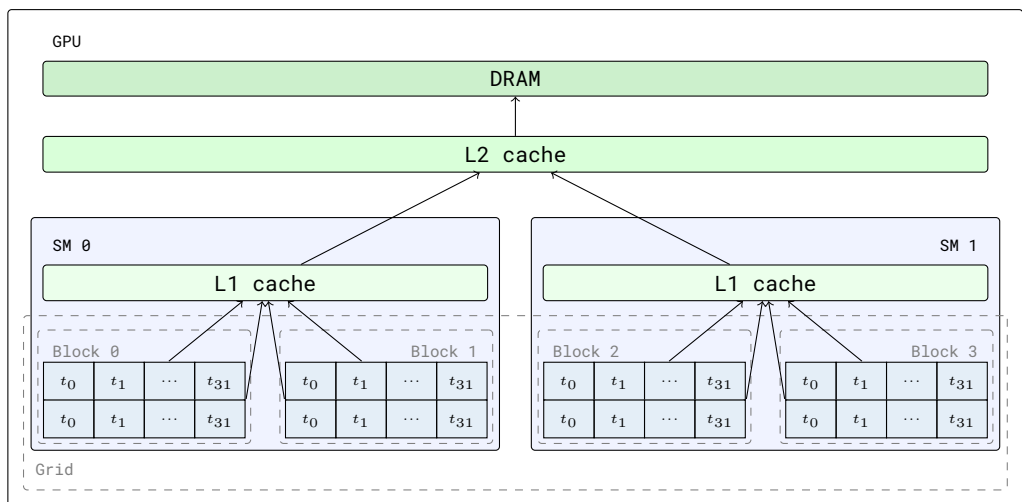 GPU
DRAM
L2 cache
SM 0
SM 1
L1 cache
L1 cache
Block 0
Block 1
Block 2
Block 3
t₀ t₁ ⋯ t₃₁ t₀ t₁ ⋯ t₃₁ t₀ t₁ ⋯ t₃₁ t₀ t₁ ⋯ t₃₁
t₀ t₁ ⋯ t₃₁ t₀ t₁ ⋯ t₃₁ t₀ t₁ ⋯ t₃₁ t₀ t₁ ⋯ t₃₁
Grid